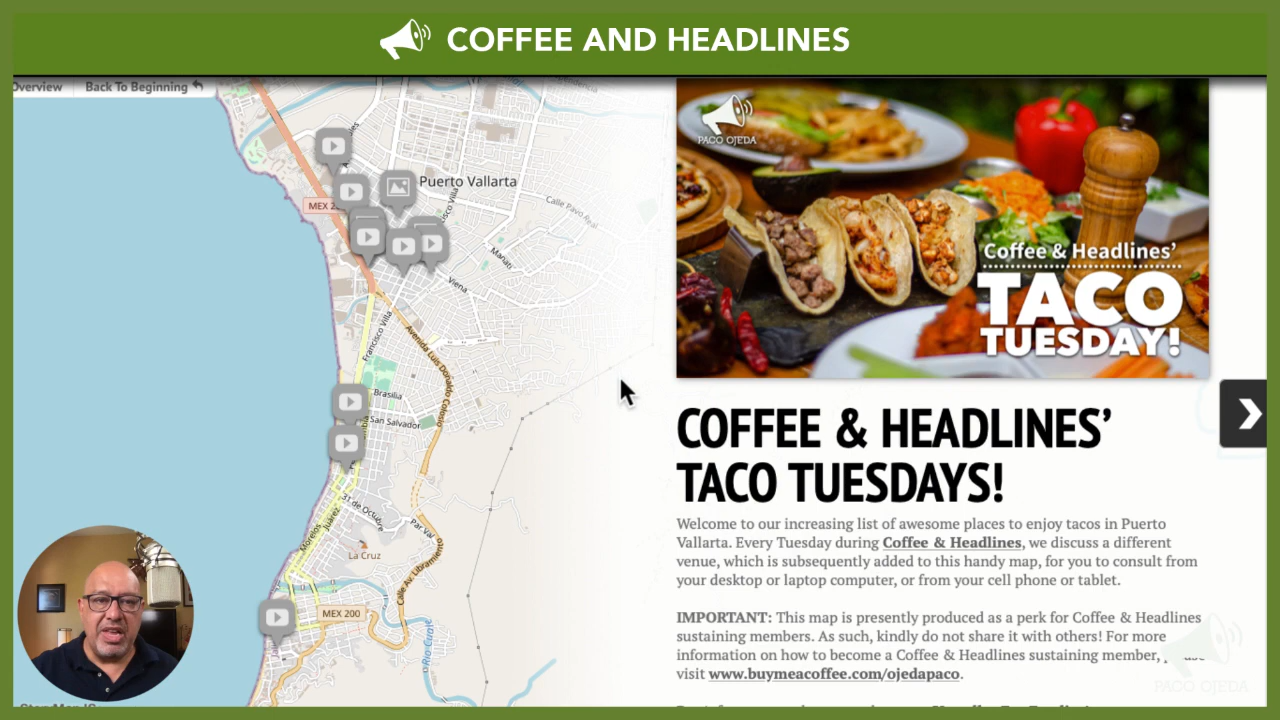 COFFEE AND HEADLINES
Overview Back To Beginning
PACO OJEDA
Puerto Vallarta
Calle Pavo Real
MEX 2
Manati
Viena
Francisco Villa
Avenida Luis Donaldo Colosio
Brasilia
San Salvador
31 de Octubre
Juárez
Morelos
Par Vial
La Cruz
Calle Av. Libramiento
MEX 200
Río Cuale
Coffee & Headlines'
TACO
TUESDAY!
COFFEE & HEADLINES'
TACO TUESDAYS!
Welcome to our increasing list of awesome places to enjoy tacos in Puerto
Vallarta. Every Tuesday during Coffee & Headlines, we discuss a different
venue, which is subsequently added to this handy map, for you to consult from
your desktop or laptop computer, or from your cell phone or tablet.
IMPORTANT: This map is presently produced as a perk for Coffee & Headlines
sustaining members. As such, kindly do not share it with others! For more
information on how to become a Coffee & Headlines sustaining member, please
visit www.buymeacoffee.com/ojedapaco.
PACO OJEDA